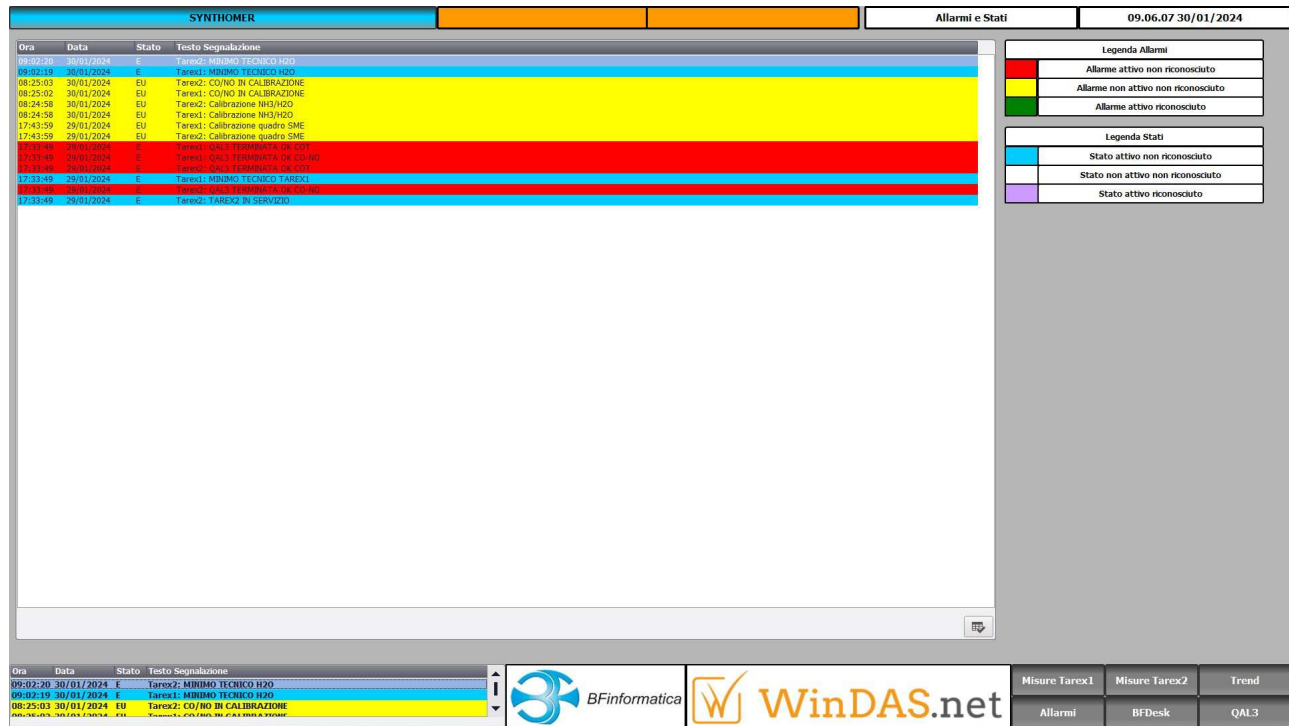 SYNTHOMER
Allarmi e Stati
09.06.07 30/01/2024
Ora Data Stato Testo Segnalazione
09:02:20 30/01/2024 E Tarex2: MINIMO TECNICO H2O
09:02:19 30/01/2024 E Tarex1: MINIMO TECNICO H2O
08:25:03 30/01/2024 EU Tarex2: CO/NO IN CALIBRAZIONE
08:25:02 30/01/2024 EU Tarex1: CO/NO IN CALIBRAZIONE
08:24:58 30/01/2024 EU Tarex2: Calibrazione NH3/H2O
08:24:58 30/01/2024 EU Tarex1: Calibrazione NH3/H2O
17:43:59 29/01/2024 EU Tarex1: Calibrazione quadro SME
17:43:59 29/01/2024 EU Tarex2: Calibrazione quadro SME
17:33:49 29/01/2024 E Tarex1: QAL3 TERMINATA OK COT
17:33:49 29/01/2024 E Tarex1: QAL3 TERMINATA OK CO-NO
17:33:49 29/01/2024 E Tarex2: QAL3 TERMINATA OK COT
17:33:49 29/01/2024 E Tarex1: MINIMO TECNICO TAREX1
17:33:49 29/01/2024 E Tarex2: QAL3 TERMINATA OK CO-NO
17:33:49 29/01/2024 E Tarex2: TAREX2 IN SERVIZIO
Legenda Allarmi
Allarme attivo non riconosciuto
Allarme non attivo non riconosciuto
Allarme attivo riconosciuto
Legenda Stati
Stato attivo non riconosciuto
Stato non attivo non riconosciuto
Stato attivo riconosciuto
Ora Data Stato Testo Segnalazione
09:02:20 30/01/2024 E Tarex2: MINIMO TECNICO H2O
09:02:19 30/01/2024 E Tarex1: MINIMO TECNICO H2O
08:25:03 30/01/2024 EU Tarex2: CO/NO IN CALIBRAZIONE
08:25:02 30/01/2024 EU Tarex1: CO/NO IN CALIBRAZIONE
BFinformatica
WinDAS.net
Misure Tarex1 Misure Tarex2 Trend
Allarmi BFDesk QAL3